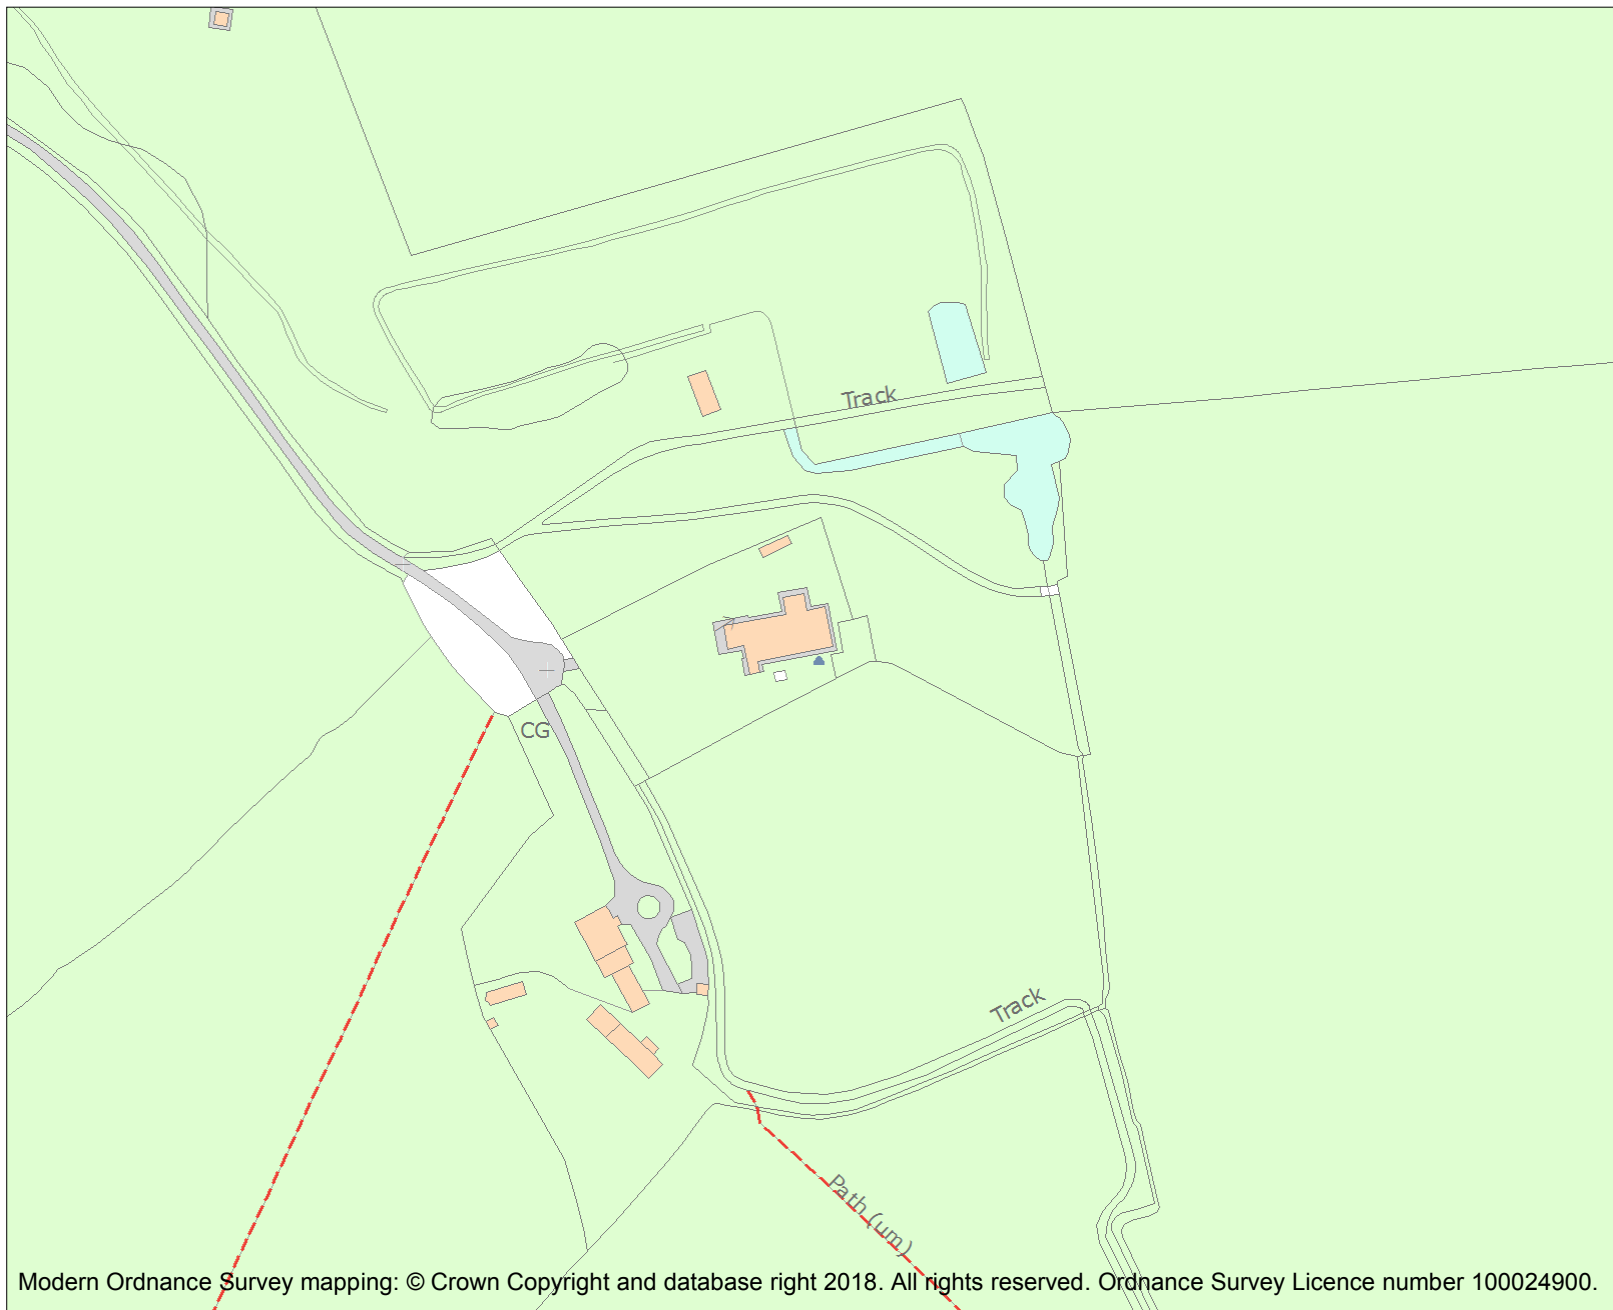 Track
CG
Track
Path (um)
Modern Ordnance Survey mapping: © Crown Copyright and database right 2018. All rights reserved. Ordnance Survey Licence number 100024900.